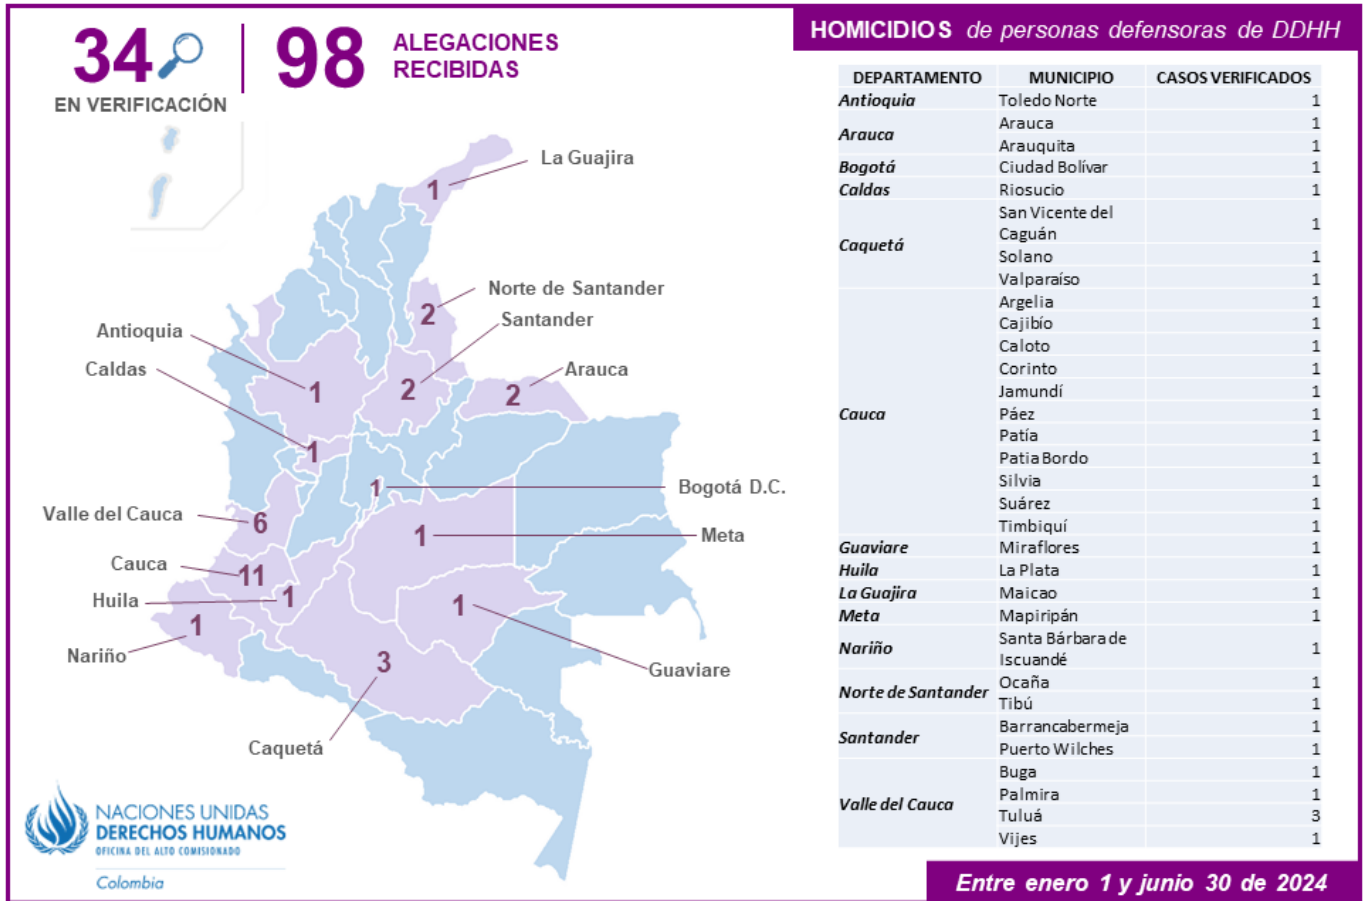 34
EN VERIFICACIÓN
98
ALEGACIONES
RECIBIDAS
HOMICIDIOS de personas defensoras de DDHH
La Guajira
1
Norte de Santander
2
Santander
2
Antioquia
1
Arauca
2
Caldas
1
Bogotá D.C.
1
Valle del Cauca
6
Meta
1
Cauca
11
Huila
1
Nariño
1
Guaviare
1
Caquetá
3
DEPARTAMENTO MUNICIPIO CASOS VERIFICADOS
Antioquia Toledo Norte 1
Arauca Arauca 1
Arauquita 1
Bogotá Ciudad Bolívar 1
Caldas Riosucio 1
Caquetá San Vicente del
Caguán 1
Solano 1
Valparaíso 1
Cauca Argelia 1
Cajibío 1
Caloto 1
Corinto 1
Jamundí 1
Páez 1
Patía 1
Patia Bordo 1
Silvia 1
Suárez 1
Timbiquí 1
Guaviare Miraflores 1
Huila La Plata 1
La Guajira Maicao 1
Meta Mapiripán 1
Nariño Santa Bárbara de
Iscuandé 1
Norte de Santander Ocaña 1
Tibú 1
Santander Barrancabermeja 1
Puerto Wilches 1
Valle del Cauca Buga 1
Palmira 1
Tuluá 3
Vijes 1
NACIONES UNIDAS
DERECHOS HUMANOS
OFICINA DEL ALTO COMISIONADO
Colombia
Entre enero 1 y junio 30 de 2024